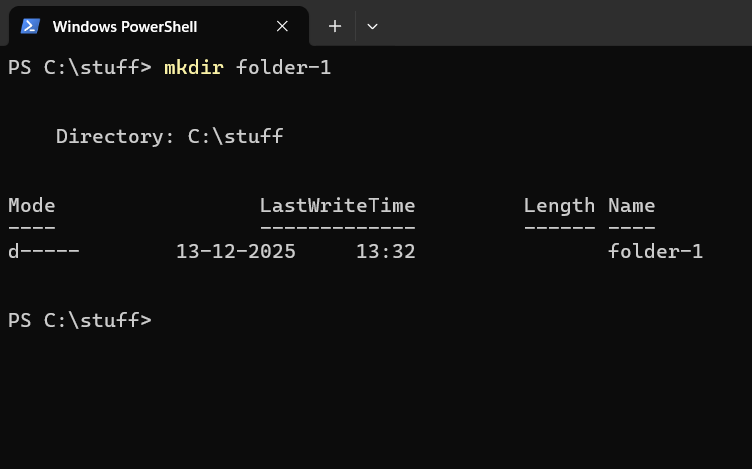 Windows PowerShell
PS C:\stuff> mkdir folder-1
Directory: C:\stuff
Mode                 LastWriteTime         Length Name
----                 -------------         ------ ----
d-----        13-12-2025     13:32                folder-1
PS C:\stuff>